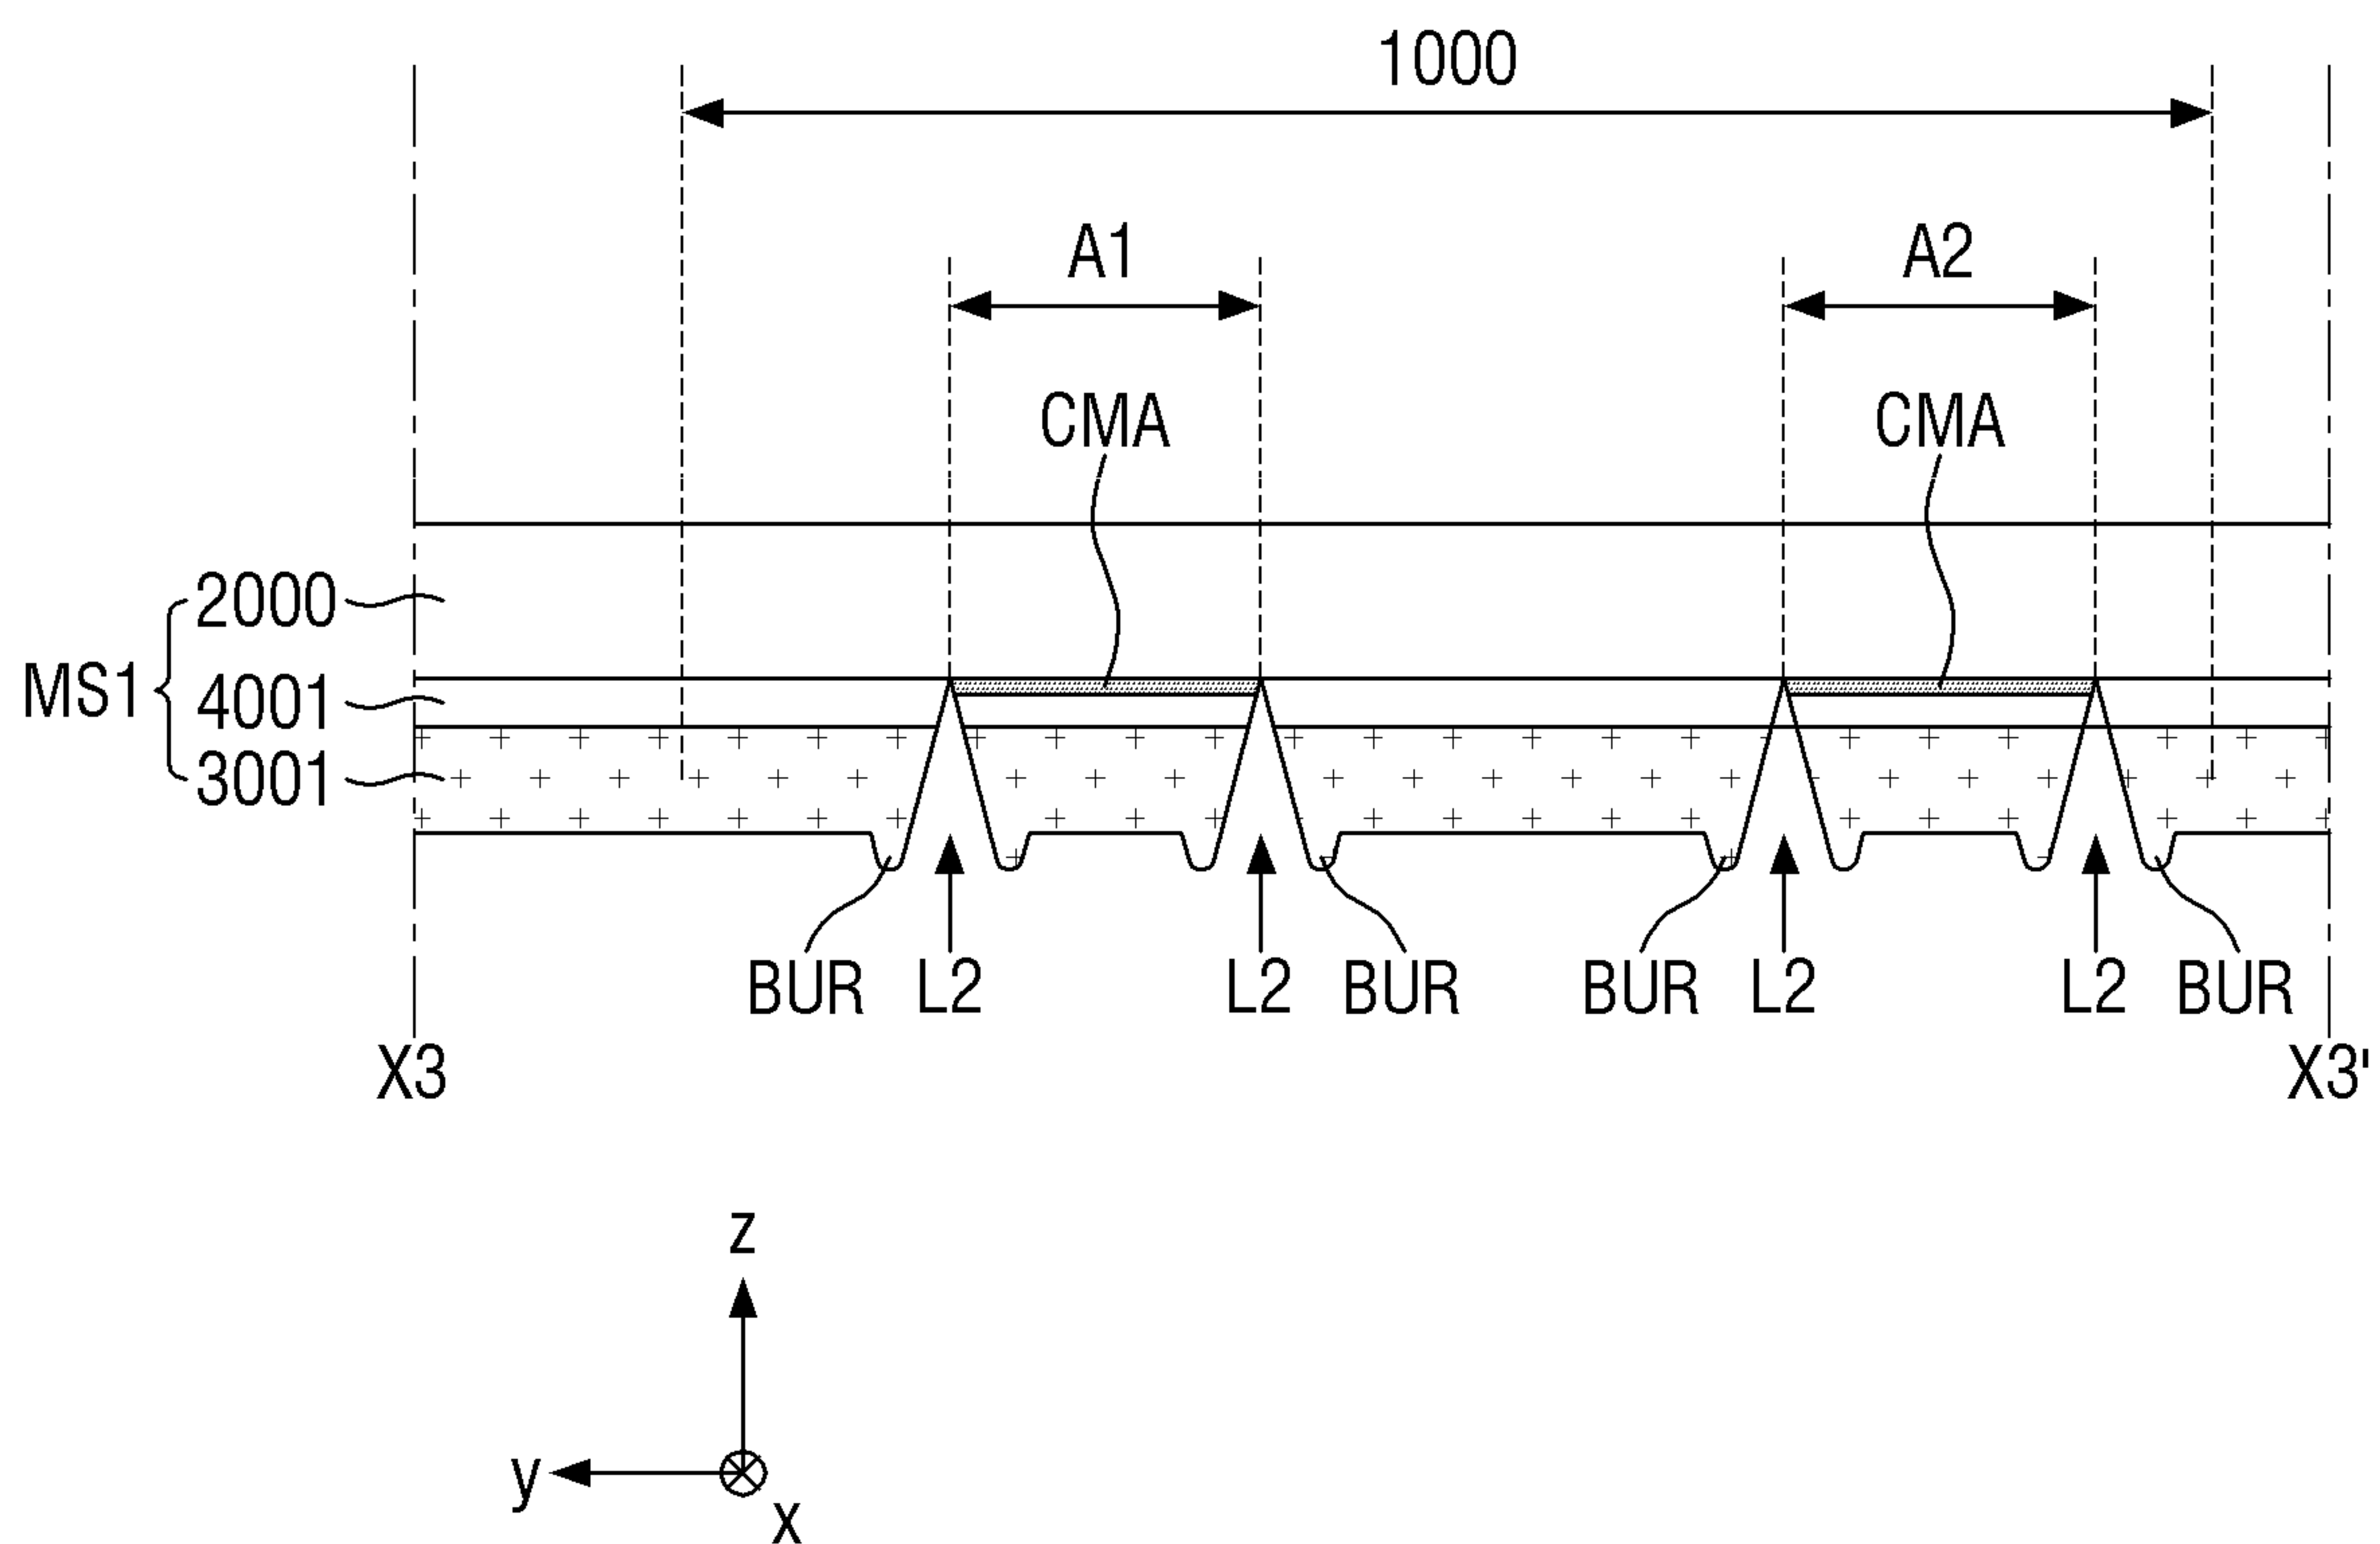 1000
A1 A2
CMA CMA
2000
MS1
4001
3001
BUR L2 L2 BUR BUR L2 L2 BUR
X3 X3'
z
y
x